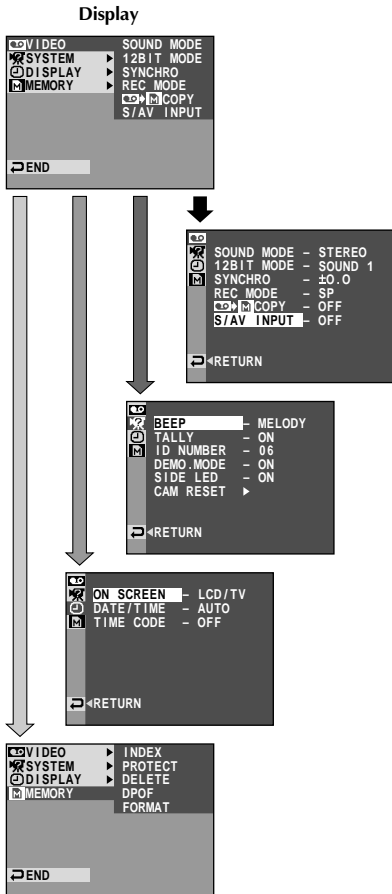 Display
VIDEO SOUND MODE
SYSTEM 12BIT MODE
DISPLAY SYNCHRO
MEMORY REC MODE
M COPY
S/AV INPUT
END
SOUND MODE – STEREO
12BIT MODE – SOUND 1
M SYNCHRO – ±0.0
REC MODE – SP
M COPY – OFF
S/AV INPUT – OFF
RETURN
BEEP – MELODY
TALLY – ON
M ID NUMBER – 06
DEMO.MODE – ON
SIDE LED – ON
CAM RESET
RETURN
ON SCREEN – LCD/TV
DATE/TIME – AUTO
M TIME CODE – OFF
RETURN
VIDEO INDEX
SYSTEM PROTECT
DISPLAY DELETE
M MEMORY DPOF
FORMAT
END